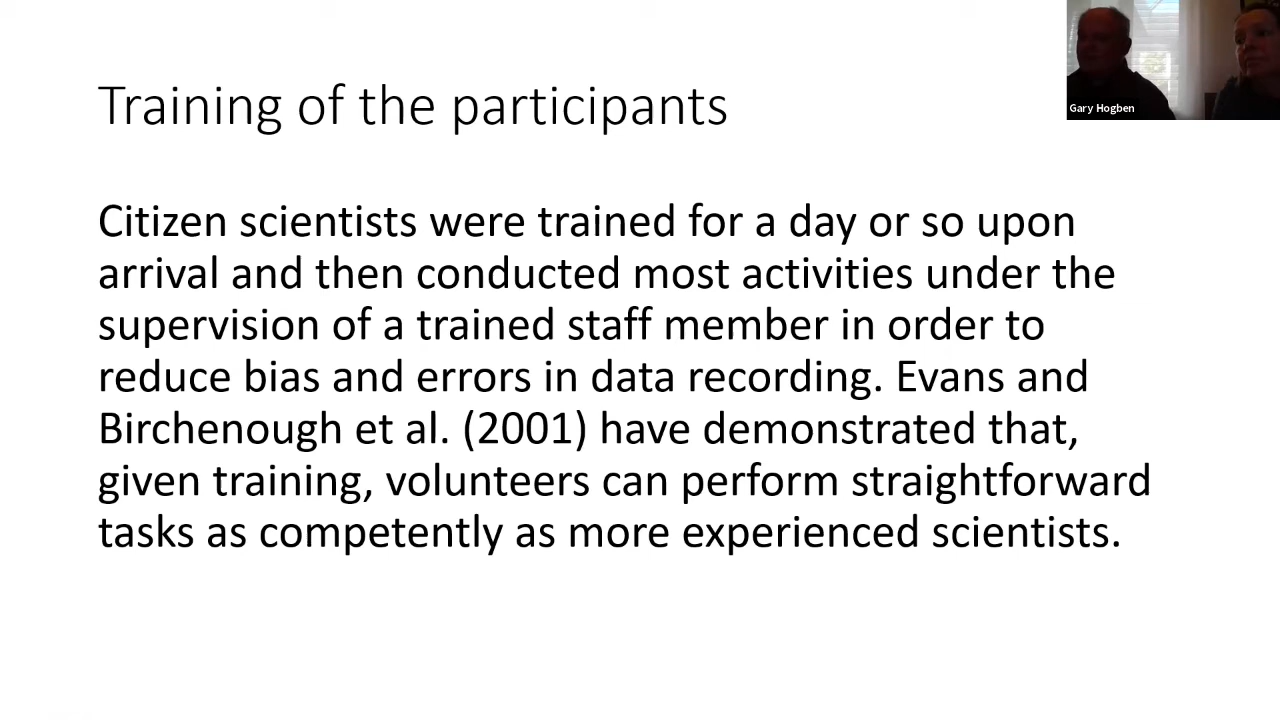 Training of the participants
Gary Hogben
Citizen scientists were trained for a day or so upon
arrival and then conducted most activities under the
supervision of a trained staff member in order to
reduce bias and errors in data recording. Evans and
Birchenough et al. (2001) have demonstrated that,
given training, volunteers can perform straightforward
tasks as competently as more experienced scientists.